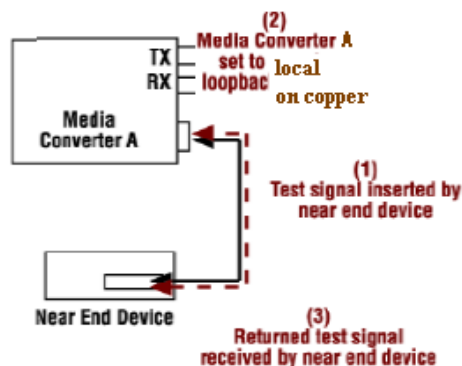 (2)
Media Converter A
TX
set to
local
RX
loopbac
on copper
Media
Converter A
(1)
Test signal inserted by
near end device
Near End Device
(3)
Returned test signal
received by near end device